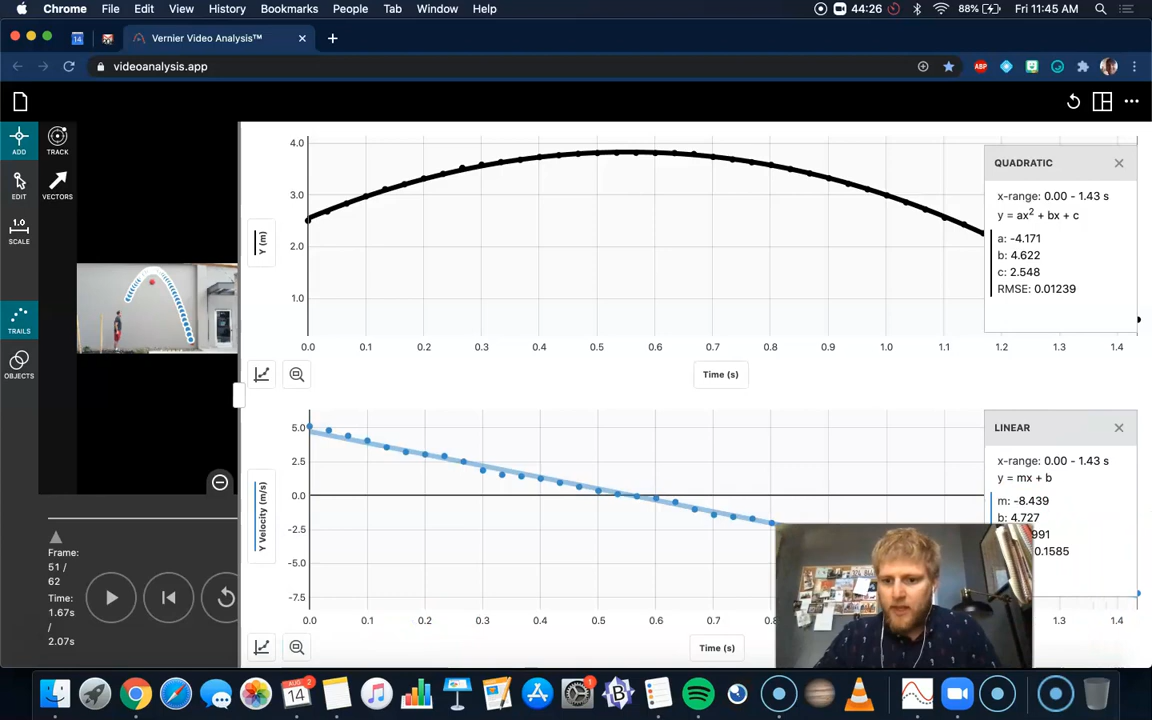 Chrome File Edit View History Bookmarks People Tab Window Help 44:26 88% Fri 11:45 AM
14 Vernier Video Analysis™
videoanalysis.app
ABP
ADD TRACK
EDIT VECTORS
1.0
SCALE
TRAILS
OBJECTS
Y (m)
4.0
3.0
2.0
1.0
0.0 0.1 0.2 0.3 0.4 0.5 0.6 0.7 0.8 0.9 1.0 1.1 1.2 1.3 1.4
Time (s)
QUADRATIC
x-range: 0.00 - 1.43 s
y = ax² + bx + c
a: -4.171
b: 4.622
c: 2.548
RMSE: 0.01239
Y Velocity (m/s)
5.0
2.5
0.0
-2.5
-5.0
-7.5
0.0 0.1 0.2 0.3 0.4 0.5 0.6 0.7 0.8 1.3 1.4
Time (s)
LINEAR
x-range: 0.00 - 1.43 s
y = mx + b
m: -8.439
b: 4.727
991
0.1585
Frame:
51 /
62
Time:
1.67s
/
2.07s
AUG 2
14
1